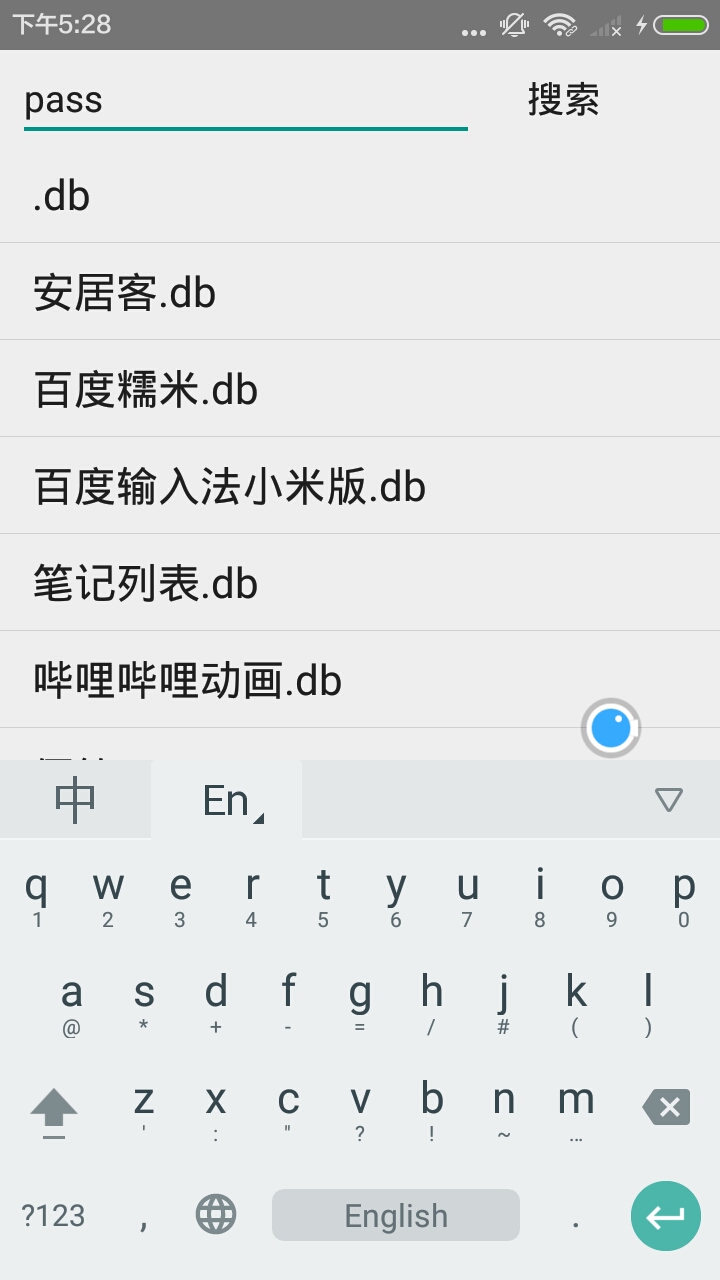 下午5:28
pass 搜索
.db
安居客.db
百度糯米.db
百度输入法小米版.db
笔记列表.db
哔哩哔哩动画.db
中 En
q w e r t y u i o p
1 2 3 4 5 6 7 8 9 0
a s d f g h j k l
@ * + - = / # ( )
z x c v b n m
' : " ? ! ~ …
?123 , English .